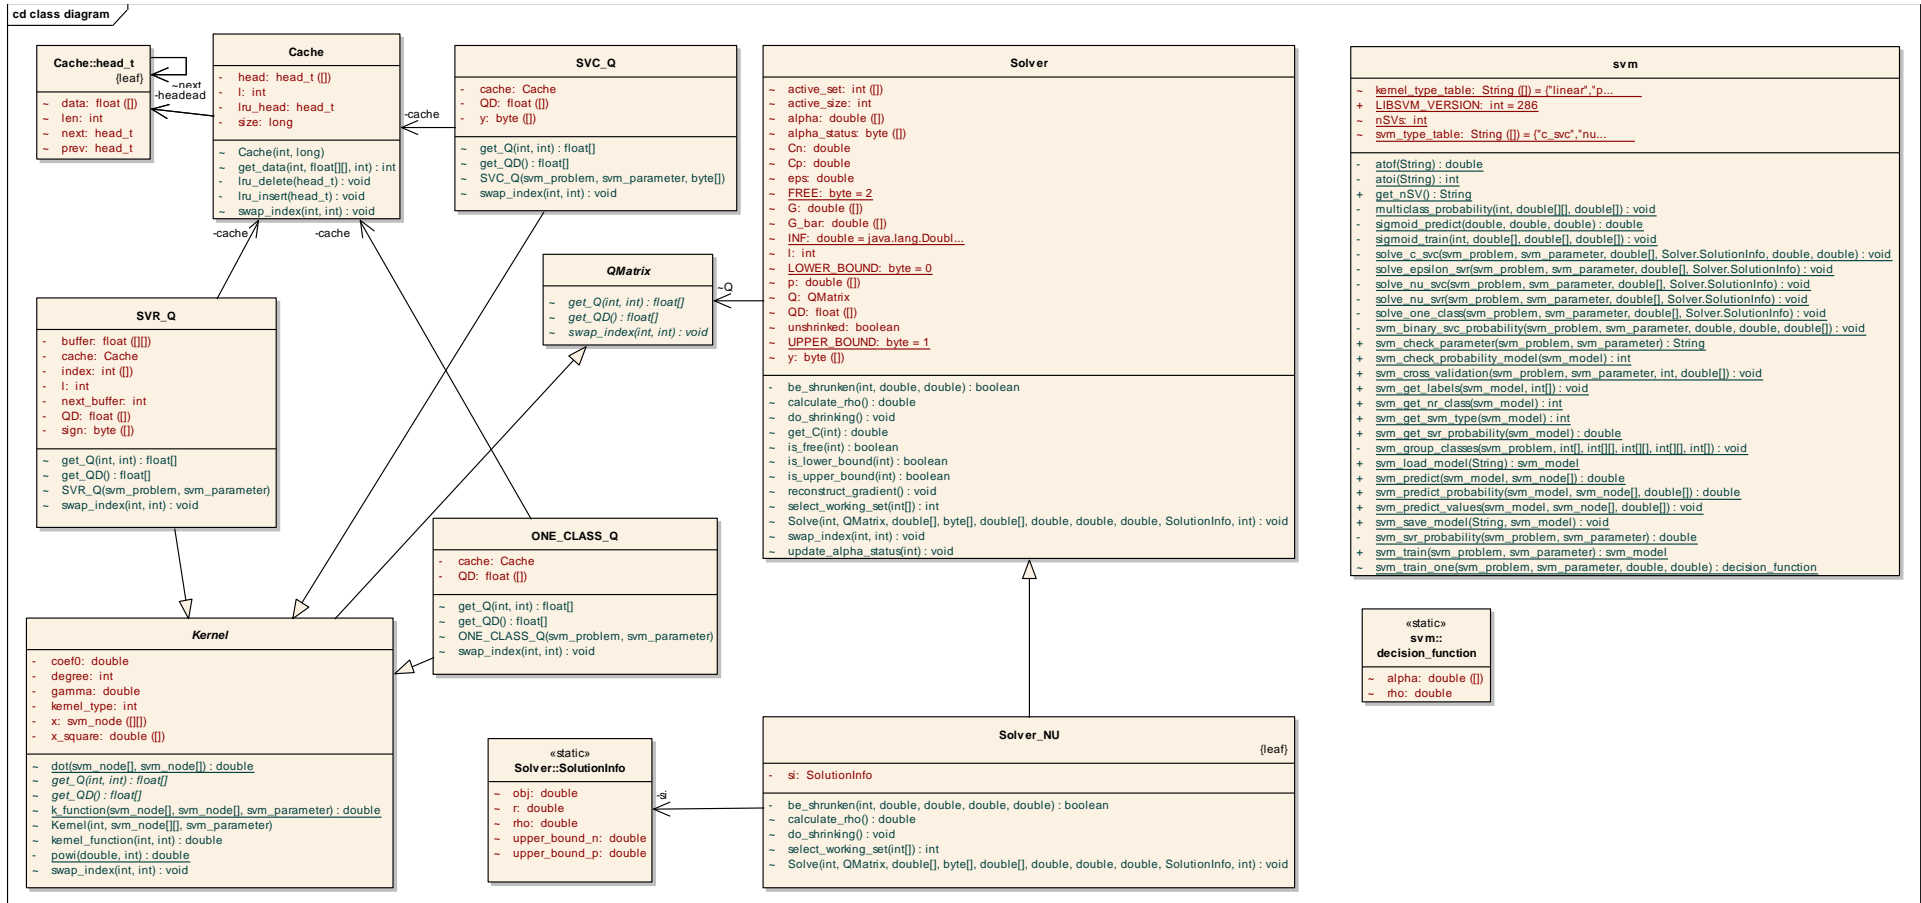 cd class diagram
Cache::head_t
{leaf}
~ data: float ([])
~ len: int
~ next: head_t
~ prev: head_t
~next
-headead
Cache
- head: head_t ([])
- l: int
- lru_head: head_t
- size: long
~ Cache(int, long)
~ get_data(int, float[][], int) : int
- lru_delete(head_t) : void
- lru_insert(head_t) : void
~ swap_index(int, int) : void
-cache
-cache
-cache
SVC_Q
- cache: Cache
- QD: float ([])
- y: byte ([])
~ get_Q(int, int) : float[]
~ get_QD() : float[]
~ SVC_Q(svm_problem, svm_parameter, byte[])
~ swap_index(int, int) : void
QMatrix
~ get_Q(int, int) : float[]
~ get_QD() : float[]
~ swap_index(int, int) : void
~Q
Solver
~ active_set: int ([])
~ active_size: int
~ alpha: double ([])
~ alpha_status: byte ([])
~ Cn: double
~ Cp: double
~ eps: double
~ FREE: byte = 2
~ G: double ([])
~ G_bar: double ([])
~ INF: double = java.lang.Doubl...
~ l: int
~ LOWER_BOUND: byte = 0
~ p: double ([])
~ Q: QMatrix
~ QD: float ([])
~ unshrinked: boolean
~ UPPER_BOUND: byte = 1
~ y: byte ([])
- be_shrunken(int, double, double) : boolean
~ calculate_rho() : double
~ do_shrinking() : void
~ get_C(int) : double
~ is_free(int) : boolean
~ is_lower_bound(int) : boolean
~ is_upper_bound(int) : boolean
~ reconstruct_gradient() : void
~ select_working_set(int[]) : int
~ Solve(int, QMatrix, double[], byte[], double[], double, double, double, SolutionInfo, int) : void
~ swap_index(int, int) : void
~ update_alpha_status(int) : void
svm
~ kernel_type_table: String ([]) = {"linear","p...
+ LIBSVM_VERSION: int = 286
~ nSVs: int
~ svm_type_table: String ([]) = {"c_svc","nu...
- atof(String) : double
- atoi(String) : int
+ get_nSV() : String
- multiclass_probability(int, double[][], double[]) : void
- sigmoid_predict(double, double, double) : double
- sigmoid_train(int, double[], double[], double[]) : void
- solve_c_svc(svm_problem, svm_parameter, double[], Solver.SolutionInfo, double, double) : void
- solve_epsilon_svr(svm_problem, svm_parameter, double[], Solver.SolutionInfo) : void
- solve_nu_svc(svm_problem, svm_parameter, double[], Solver.SolutionInfo) : void
- solve_nu_svr(svm_problem, svm_parameter, double[], Solver.SolutionInfo) : void
- solve_one_class(svm_problem, svm_parameter, double[], Solver.SolutionInfo) : void
- svm_binary_svc_probability(svm_problem, svm_parameter, double, double, double[]) : void
+ svm_check_parameter(svm_problem, svm_parameter) : String
+ svm_check_probability_model(svm_model) : int
+ svm_cross_validation(svm_problem, svm_parameter, int, double[]) : void
+ svm_get_labels(svm_model, int[]) : void
+ svm_get_nr_class(svm_model) : int
+ svm_get_svm_type(svm_model) : int
+ svm_get_svr_probability(svm_model) : double
- svm_group_classes(svm_problem, int[], int[][], int[][], int[][], int[]) : void
+ svm_load_model(String) : svm_model
+ svm_predict(svm_model, svm_node[]) : double
+ svm_predict_probability(svm_model, svm_node[], double[]) : double
+ svm_predict_values(svm_model, svm_node[], double[]) : void
+ svm_save_model(String, svm_model) : void
- svm_svr_probability(svm_problem, svm_parameter) : double
+ svm_train(svm_problem, svm_parameter) : svm_model
~ svm_train_one(svm_problem, svm_parameter, double, double) : decision_function
SVR_Q
- buffer: float ([][])
- cache: Cache
- index: int ([])
- l: int
- next_buffer: int
- QD: float ([])
- sign: byte ([])
~ get_Q(int, int) : float[]
~ get_QD() : float[]
~ SVR_Q(svm_problem, svm_parameter)
~ swap_index(int, int) : void
ONE_CLASS_Q
- cache: Cache
- QD: float ([])
~ get_Q(int, int) : float[]
~ get_QD() : float[]
~ ONE_CLASS_Q(svm_problem, svm_parameter)
~ swap_index(int, int) : void
Kernel
- coef0: double
- degree: int
- gamma: double
- kernel_type: int
- x: svm_node ([][])
- x_square: double ([])
~ dot(svm_node[], svm_node[]) : double
~ get_Q(int, int) : float[]
~ get_QD() : float[]
~ k_function(svm_node[], svm_node[], svm_parameter) : double
~ Kernel(int, svm_node[][], svm_parameter)
~ kernel_function(int, int) : double
- powi(double, int) : double
~ swap_index(int, int) : void
«static»
Solver::SolutionInfo
~ obj: double
~ r: double
~ rho: double
~ upper_bound_n: double
~ upper_bound_p: double
-si
Solver_NU
{leaf}
- si: SolutionInfo
- be_shrunken(int, double, double, double, double) : boolean
~ calculate_rho() : double
~ do_shrinking() : void
~ select_working_set(int[]) : int
~ Solve(int, QMatrix, double[], byte[], double[], double, double, double, SolutionInfo, int) : void
«static»
svm::
decision_function
~ alpha: double ([])
~ rho: double